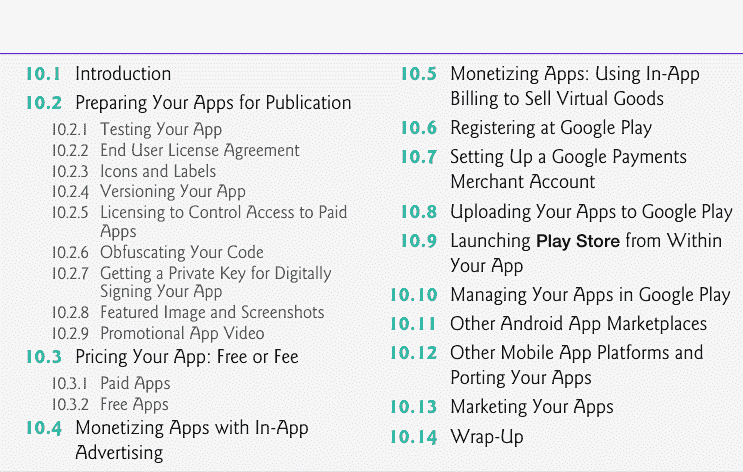 10.1 Introduction
10.2 Preparing Your Apps for Publication
10.2.1 Testing Your App
10.2.2 End User License Agreement
10.2.3 Icons and Labels
10.2.4 Versioning Your App
10.2.5 Licensing to Control Access to Paid
Apps
10.2.6 Obfuscating Your Code
10.2.7 Getting a Private Key for Digitally
Signing Your App
10.2.8 Featured Image and Screenshots
10.2.9 Promotional App Video
10.3 Pricing Your App: Free or Fee
10.3.1 Paid Apps
10.3.2 Free Apps
10.4 Monetizing Apps with In-App
Advertising
10.5 Monetizing Apps: Using In-App
Billing to Sell Virtual Goods
10.6 Registering at Google Play
10.7 Setting Up a Google Payments
Merchant Account
10.8 Uploading Your Apps to Google Play
10.9 Launching Play Store from Within
Your App
10.10 Managing Your Apps in Google Play
10.11 Other Android App Marketplaces
10.12 Other Mobile App Platforms and
Porting Your Apps
10.13 Marketing Your Apps
10.14 Wrap-Up